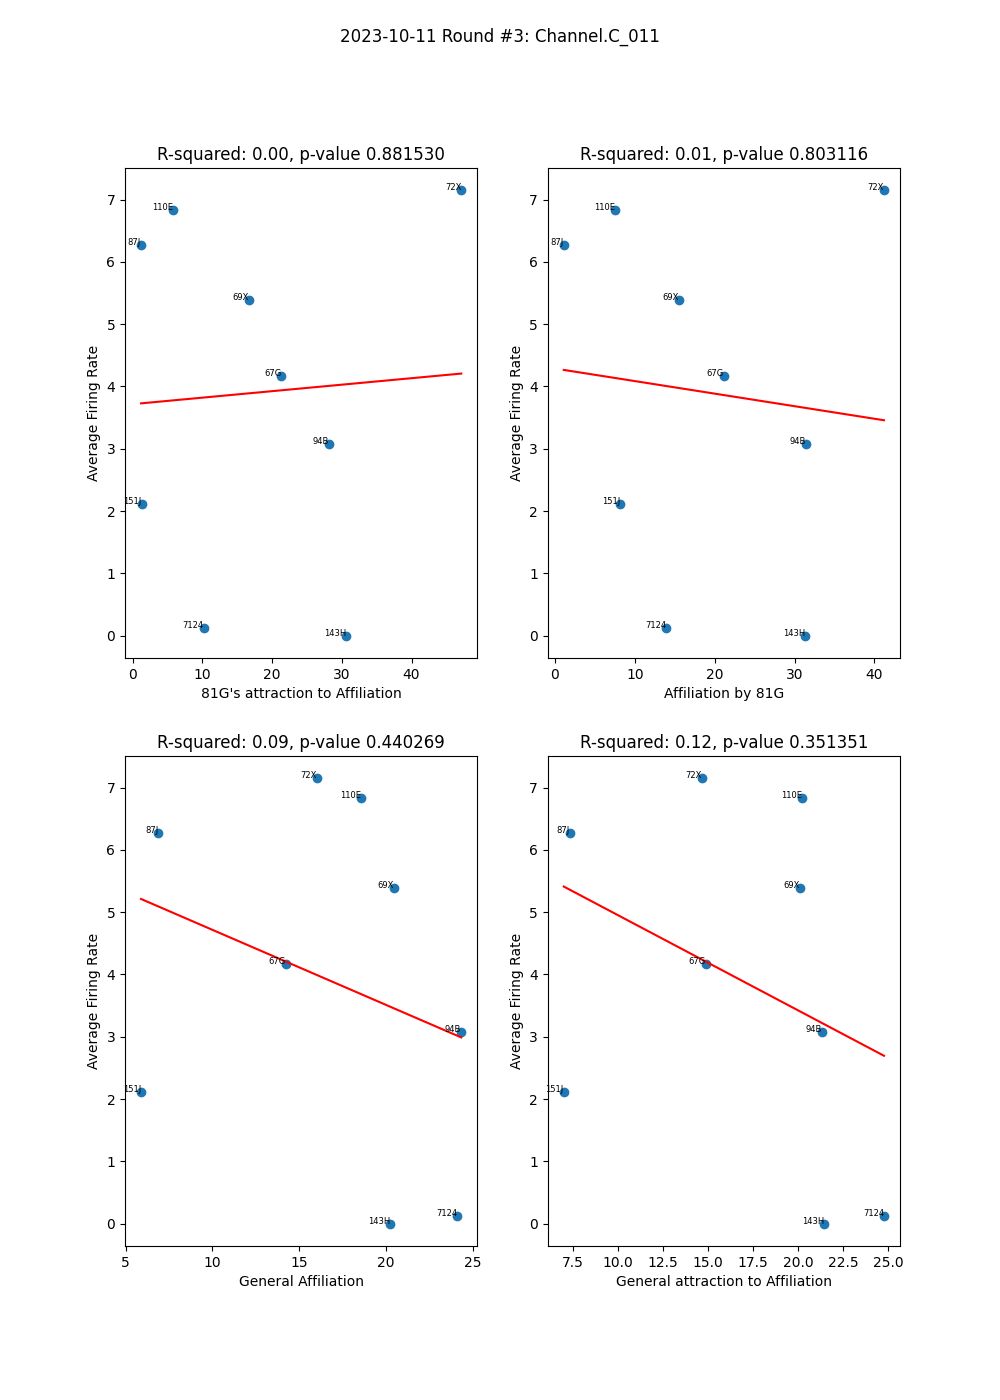 2023-10-11 Round #3: Channel.C_011
R-squared: 0.00, p-value 0.881530
7
6
5
4
3
2
1
0
Average Firing Rate
72X
110E
87J
69X
67G
94B
151J
7124
143H
0 10 20 30 40
81G's attraction to Affiliation
R-squared: 0.01, p-value 0.803116
7
6
5
4
3
2
1
0
Average Firing Rate
72X
110E
87J
69X
67G
94B
151J
7124
143H
0 10 20 30 40
Affiliation by 81G
R-squared: 0.09, p-value 0.440269
7
6
5
4
3
2
1
0
Average Firing Rate
72X
110E
87J
69X
67G
94B
151J
7124
143H
5 10 15 20 25
General Affiliation
R-squared: 0.12, p-value 0.351351
7
6
5
4
3
2
1
0
Average Firing Rate
72X
110E
87J
69X
67G
94B
151J
7124
143H
7.5 10.0 12.5 15.0 17.5 20.0 22.5 25.0
General attraction to Affiliation